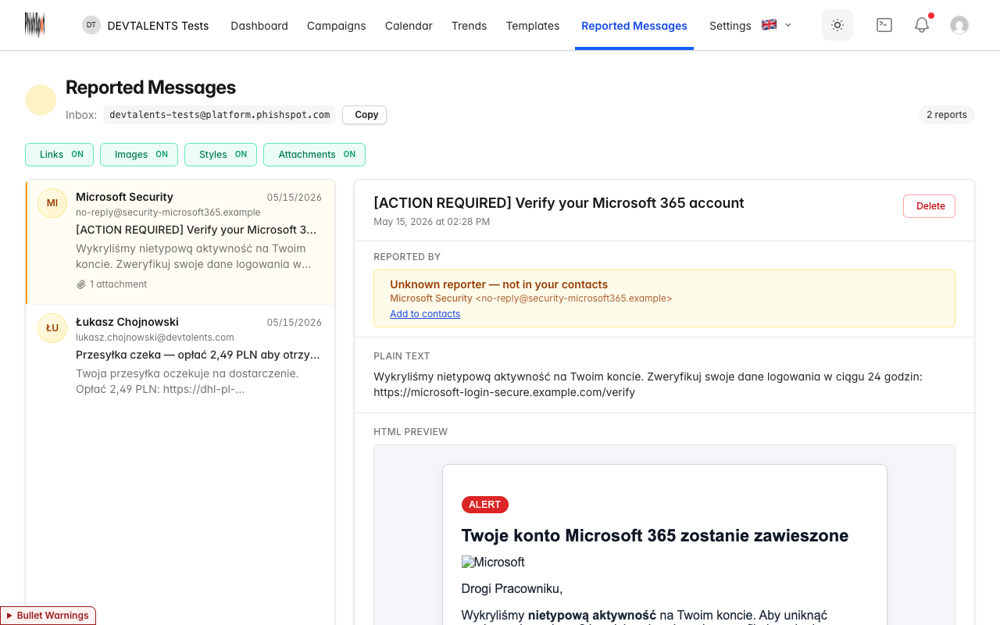 DT DEVTALENTS Tests Dashboard Campaigns Calendar Trends Templates Reported Messages Settings
Reported Messages
Inbox: devtalents-tests@platform.phishspot.com Copy 2 reports
Links ON Images ON Styles ON Attachments ON
MI Microsoft Security 05/15/2026
no-reply@security-microsoft365.example
[ACTION REQUIRED] Verify your Microsoft 3...
Wykryliśmy nietypową aktywność na Twoim
koncie. Zweryfikuj swoje dane logowania w...
1 attachment
ŁU Łukasz Chojnowski 05/15/2026
lukasz.chojnowski@devtalents.com
Przesyłka czeka — opłać 2,49 PLN aby otrzy...
Twoja przesyłka oczekuje na dostarczenie.
Opłać 2,49 PLN: https://dhl-pl-...
[ACTION REQUIRED] Verify your Microsoft 365 account Delete
May 15, 2026 at 02:28 PM
REPORTED BY
Unknown reporter — not in your contacts
Microsoft Security <no-reply@security-microsoft365.example>
Add to contacts
PLAIN TEXT
Wykryliśmy nietypową aktywność na Twoim koncie. Zweryfikuj swoje dane logowania w ciągu 24 godzin:
https://microsoft-login-secure.example.com/verify
HTML PREVIEW
ALERT
Twoje konto Microsoft 365 zostanie zawieszone
Microsoft
Drogi Pracowniku,
Wykryliśmy nietypową aktywność na Twoim koncie. Aby uniknąć
Bullet Warnings